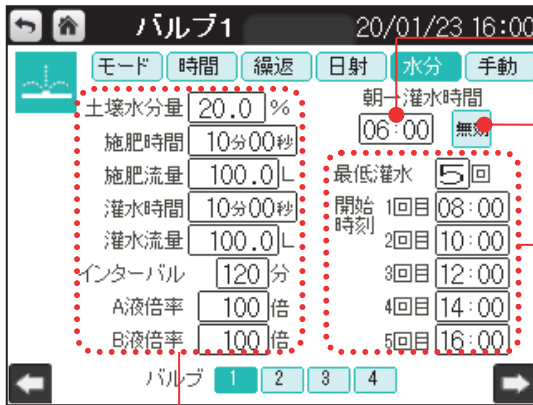 バルブ1 20/01/23 16:00
モード 時間 繰返 日射 水分 手動
土壌水分量 20.0 %
施肥時間 10分00秒
施肥流量 100.0 L
灌水時間 10分00秒
灌水流量 100.0 L
インターバル 120 分
A液倍率 100 倍
B液倍率 100 倍
朝一灌水時間
06:00 無効
最低灌水 5 回
開始時刻 1回目 08:00
2回目 10:00
3回目 12:00
4回目 14:00
5回目 16:00
バルブ 1 2 3 4